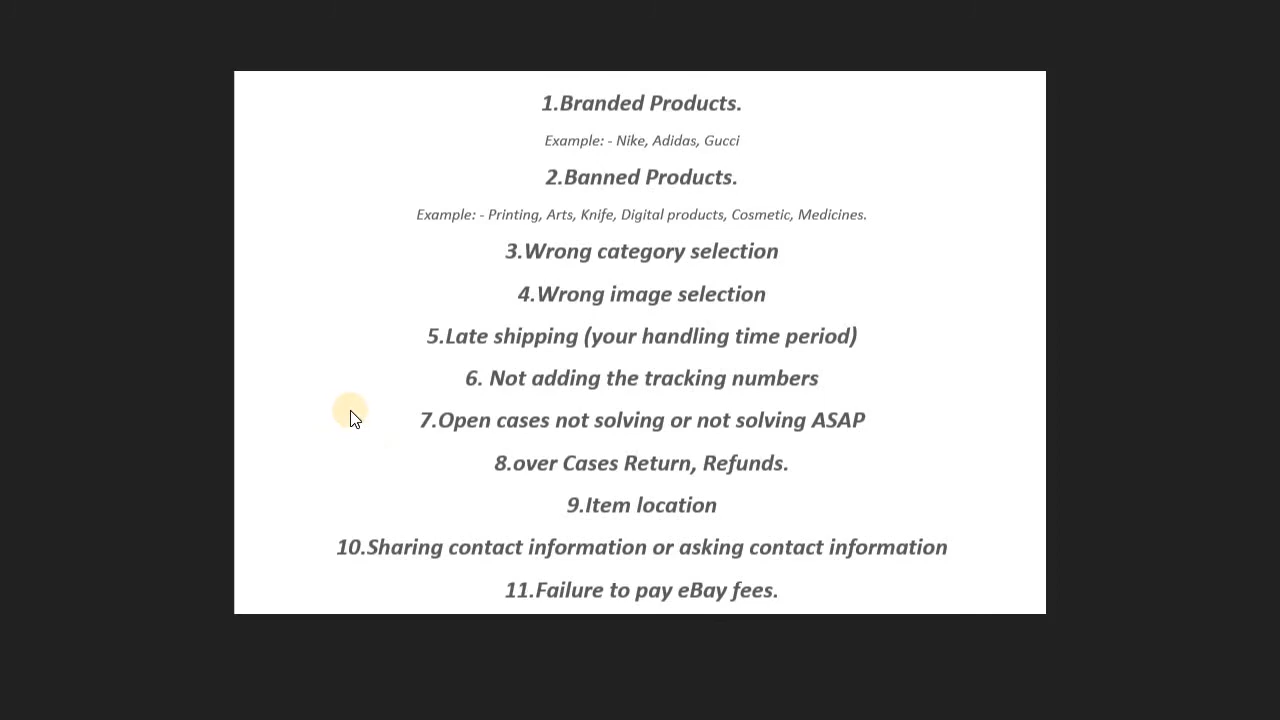 1.Branded Products.
Example: - Nike, Adidas, Gucci
2.Banned Products.
Example: - Printing, Arts, Knife, Digital products, Cosmetic, Medicines.
3.Wrong category selection
4.Wrong image selection
5.Late shipping (your handling time period)
6. Not adding the tracking numbers
7.Open cases not solving or not solving ASAP
8.over Cases Return, Refunds.
9.Item location
10.Sharing contact information or asking contact information
11.Failure to pay eBay fees.